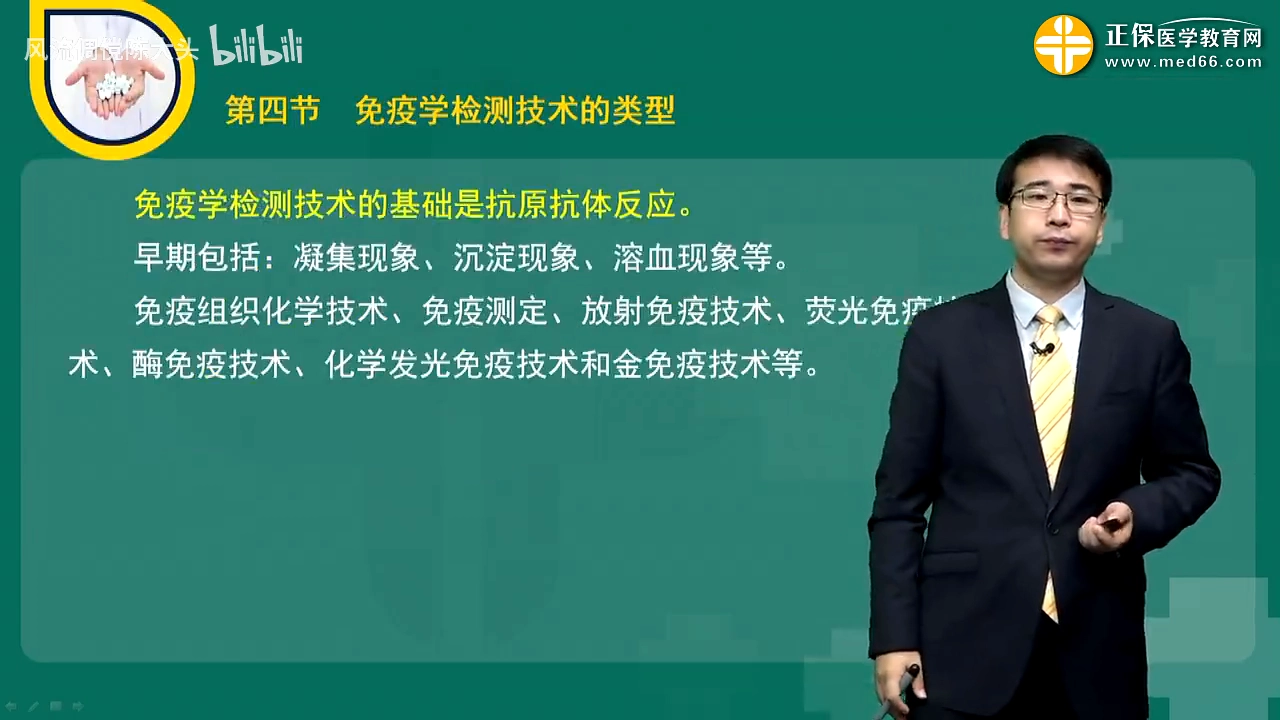 bilibili
正保医学教育网
www.med66.com
第四节 免疫学检测技术的类型
免疫学检测技术的基础是抗原抗体反应。
早期包括：凝集现象、沉淀现象、溶血现象等。
免疫组织化学技术、免疫测定、放射免疫技术、荧光免疫
术、酶免疫技术、化学发光免疫技术和金免疫技术等。